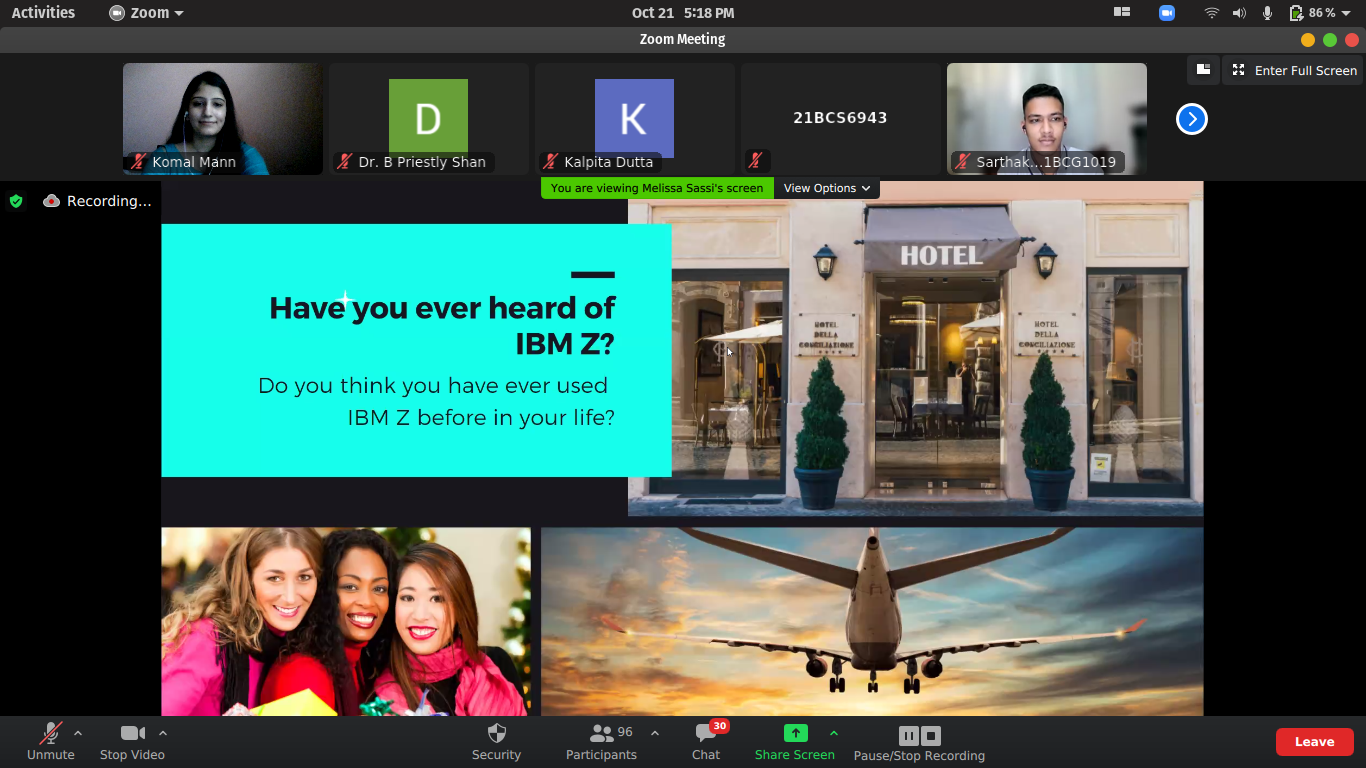 Activities
Zoom
Oct 21 5:18 PM
86 %
Zoom Meeting
Enter Full Screen
D
K
21BCS6943
Komal Mann
Dr. B Priestly Shan
Kalpita Dutta
Sarthak...1BCG1019
You are viewing Melissa Sassi's screen
View Options
Recording...
Have you ever heard of
IBM Z?
Do you think you have ever used
IBM Z before in your life?
HOTEL
HOTEL
DELLA
CONCILIAZIONE
HOTEL
DELLA
CONCILIAZIONE
Unmute
Stop Video
Security
Participants
96
Chat
30
Share Screen
Pause/Stop Recording
Leave